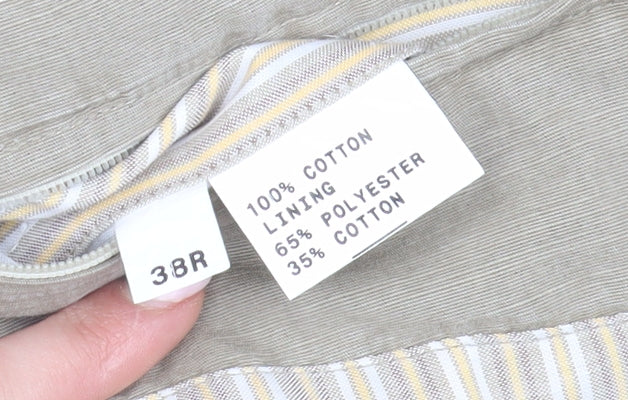 100% COTTON
LINING
65% POLYESTER
35% COTTON
38R